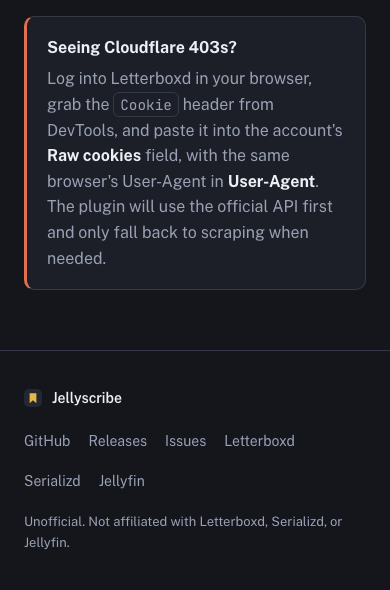 Seeing Cloudflare 403s?
Log into Letterboxd in your browser,
grab the Cookie header from
DevTools, and paste it into the account's
Raw cookies field, with the same
browser's User-Agent in User-Agent.
The plugin will use the official API first
and only fall back to scraping when
needed.
Jellyscribe
GitHub Releases Issues Letterboxd
Serializd Jellyfin
Unofficial. Not affiliated with Letterboxd, Serializd, or
Jellyfin.